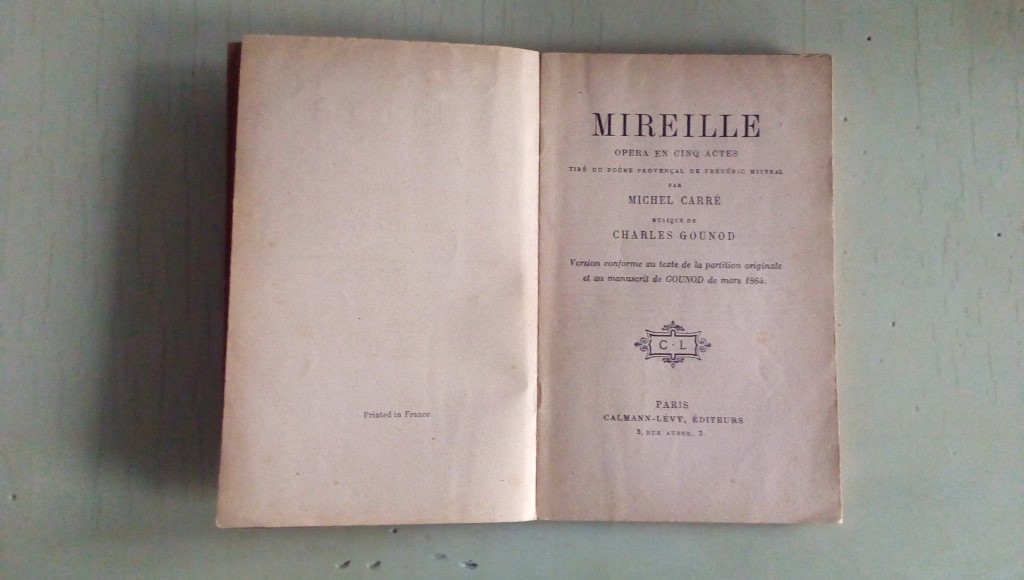 Printed in France
MIREILLE
OPERA EN CINQ ACTES
TIRÉ DU POÈME PROVENÇAL DE FRÉDÉRIC MISTRAL
PAR
MICHEL CARRÉ
MUSIQUE DE
CHARLES GOUNOD
Version conforme au texte de la partition originale
et au manuscrit de GOUNOD de mars 1864.
C · L
PARIS
CALMANN-LÉVY, ÉDITEURS
3, RUE AUBER, 3